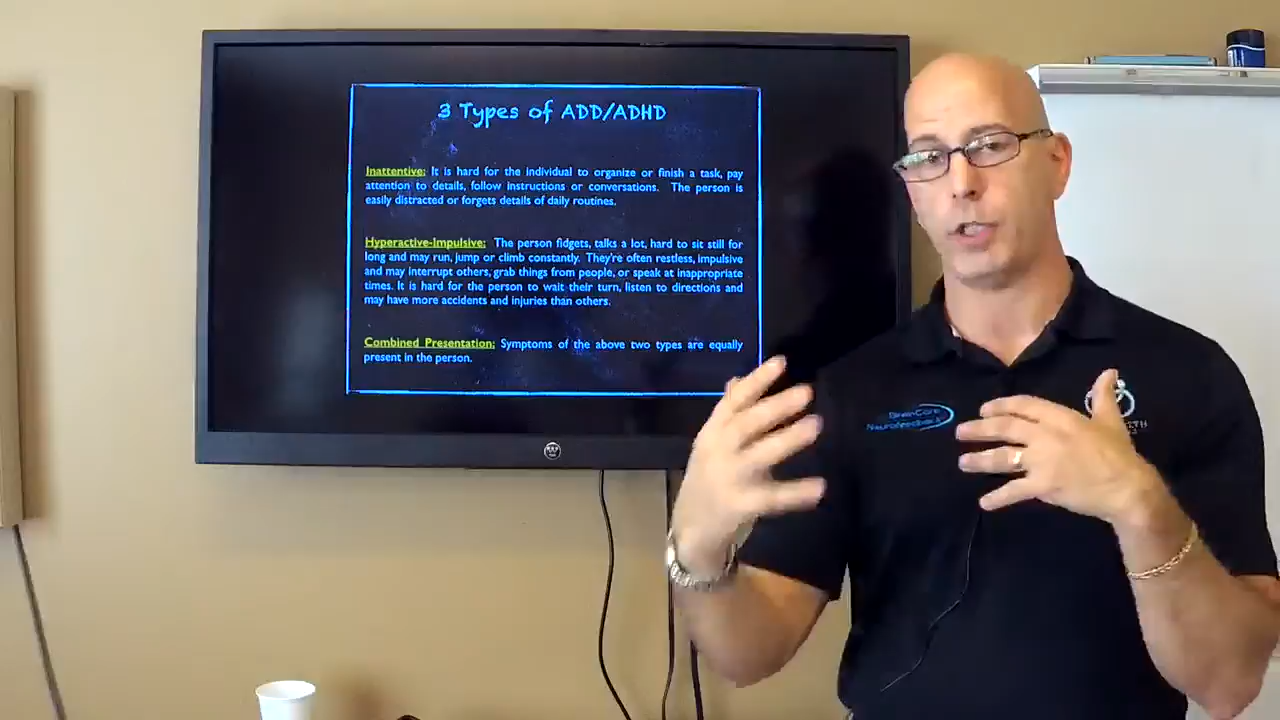 3 Types of ADD/ADHD
Inattentive: It is hard for the individual to organize or finish a task, pay
attention to details, follow instructions or conversations. The person is
easily distracted or forgets details of daily routines.
Hyperactive-Impulsive: The person fidgets, talks a lot, hard to sit still for
long and may run, jump or climb constantly. They're often restless, impulsive
and may interrupt others, grab things from people, or speak at inappropriate
times. It is hard for the person to wait their turn, listen to directions and
may have more accidents and injuries than others.
Combined Presentation: Symptoms of the above two types are equally
present in the person.
BrainCore
Neurofeedback